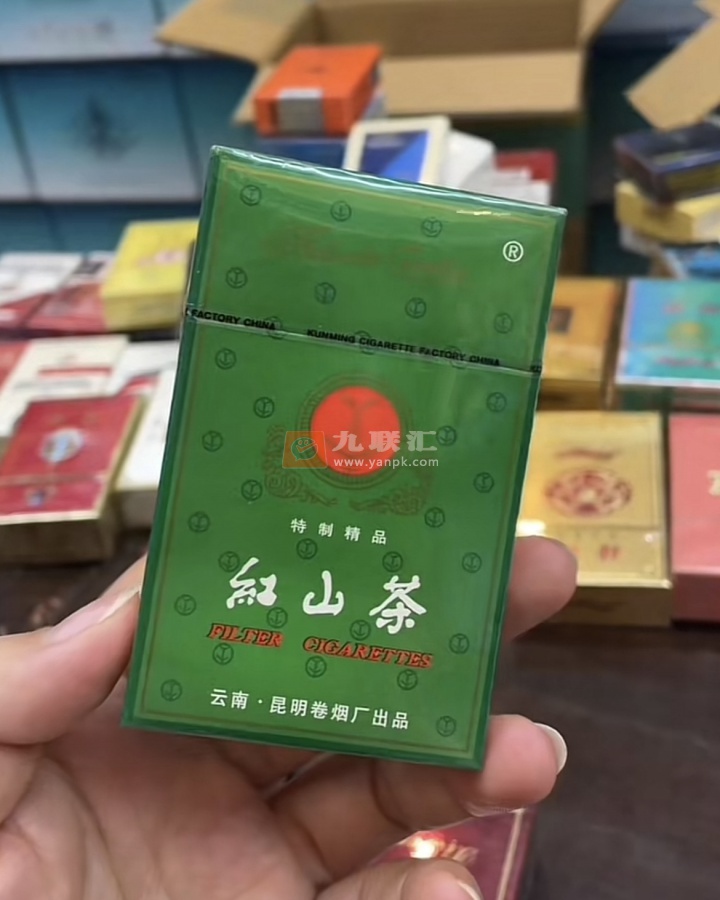 ®
FACTORY CHINA KUNMING CIGARETTE FACTORY CHINA
九联汇
www.yanpk.com
特制精品
紅山茶
FILTER CIGARETTES
云南·昆明卷烟厂出品